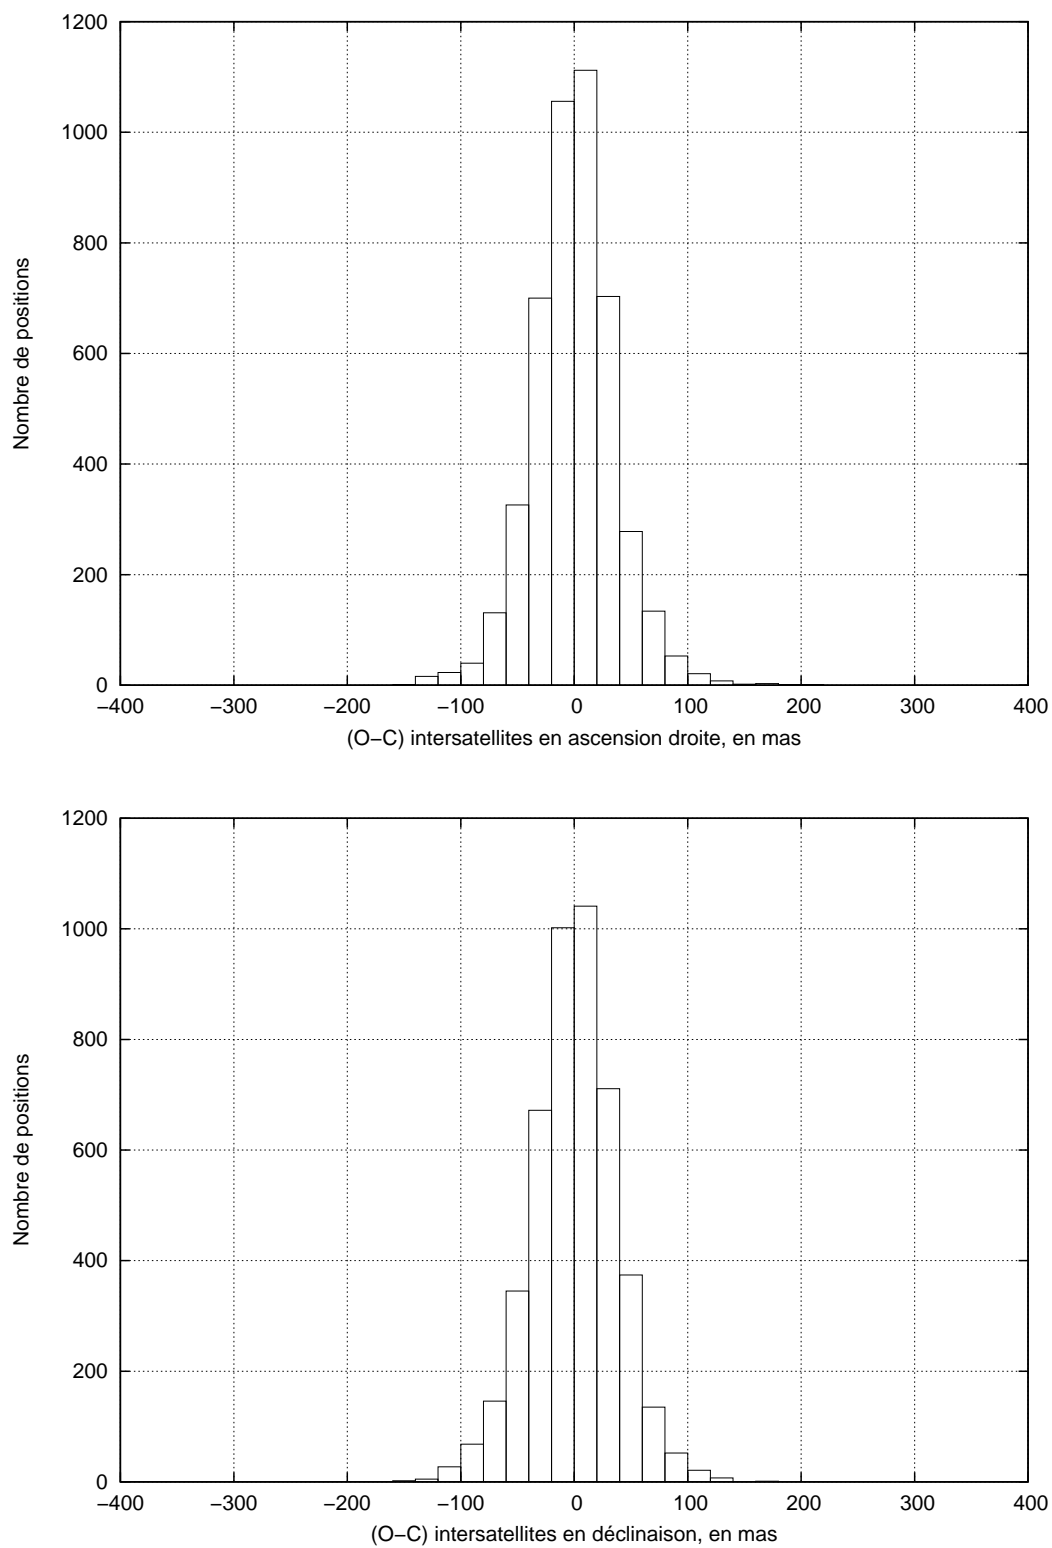 1200
1000
800
600
400
200
0
−400 −300 −200 −100 0 100 200 300 400
Nombre de positions
(O−C) intersatellites en ascension droite, en mas
1200
1000
800
600
400
200
0
−400 −300 −200 −100 0 100 200 300 400
Nombre de positions
(O−C) intersatellites en déclinaison, en mas